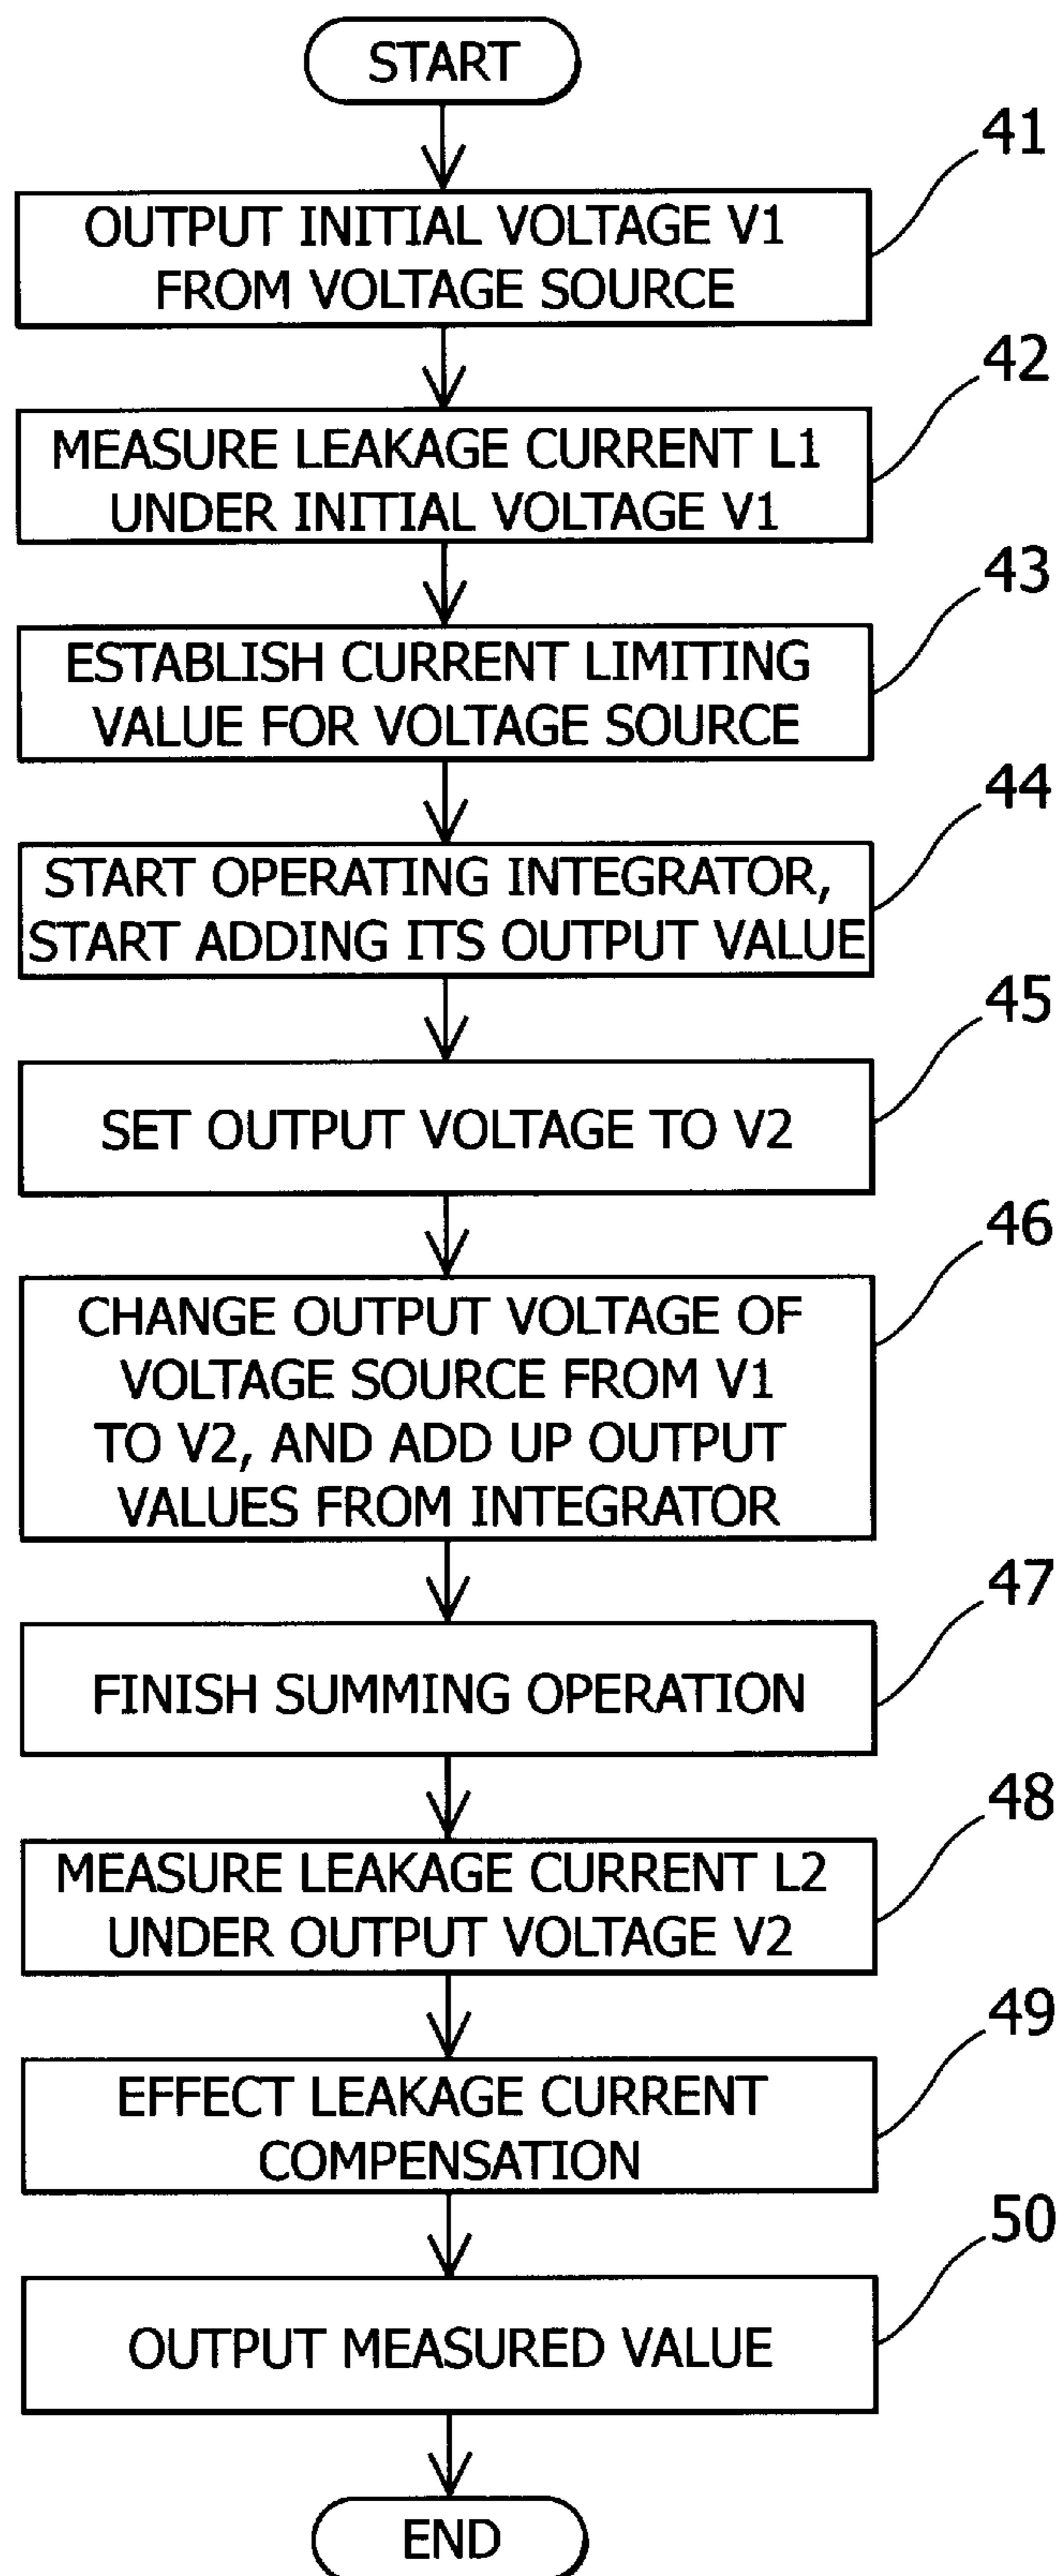 START
41
OUTPUT INITIAL VOLTAGE V1
FROM VOLTAGE SOURCE
42
MEASURE LEAKAGE CURRENT L1
UNDER INITIAL VOLTAGE V1
43
ESTABLISH CURRENT LIMITING
VALUE FOR VOLTAGE SOURCE
44
START OPERATING INTEGRATOR,
START ADDING ITS OUTPUT VALUE
45
SET OUTPUT VOLTAGE TO V2
46
CHANGE OUTPUT VOLTAGE OF
VOLTAGE SOURCE FROM V1
TO V2, AND ADD UP OUTPUT
VALUES FROM INTEGRATOR
47
FINISH SUMMING OPERATION
48
MEASURE LEAKAGE CURRENT L2
UNDER OUTPUT VOLTAGE V2
49
EFFECT LEAKAGE CURRENT
COMPENSATION
50
OUTPUT MEASURED VALUE
END